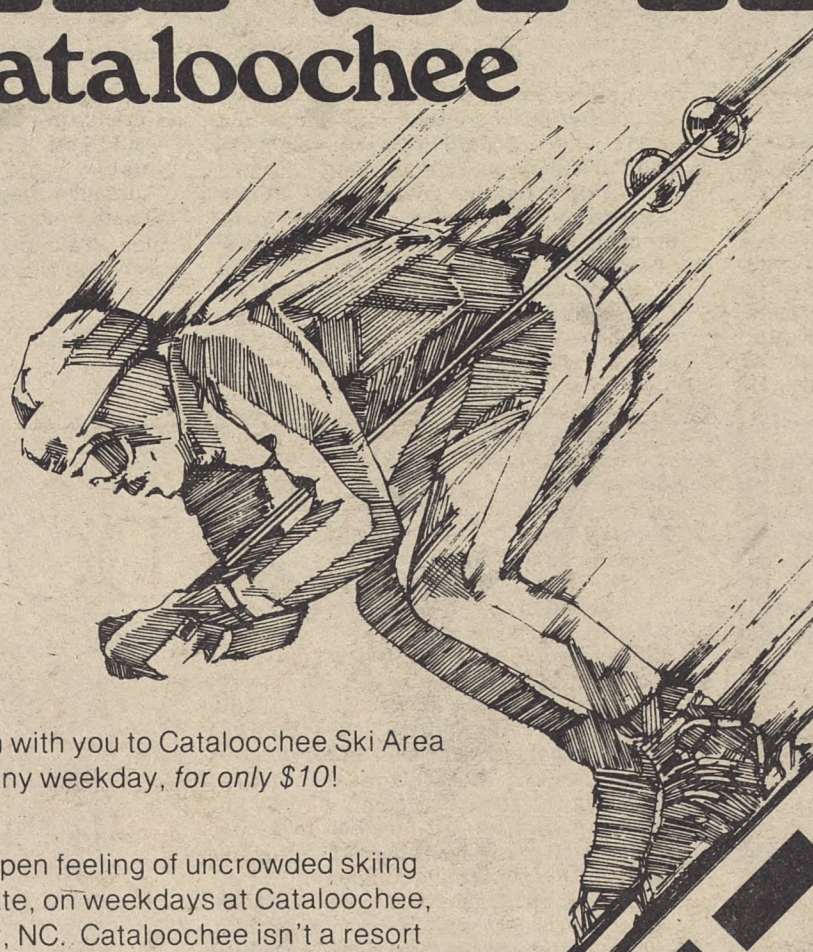 ataloochee
with you to Cataloochee Ski Area
ny weekday, for only $10!
pen feeling of uncrowded skiing
te, on weekdays at Cataloochee,
, NC. Cataloochee isn't a resort